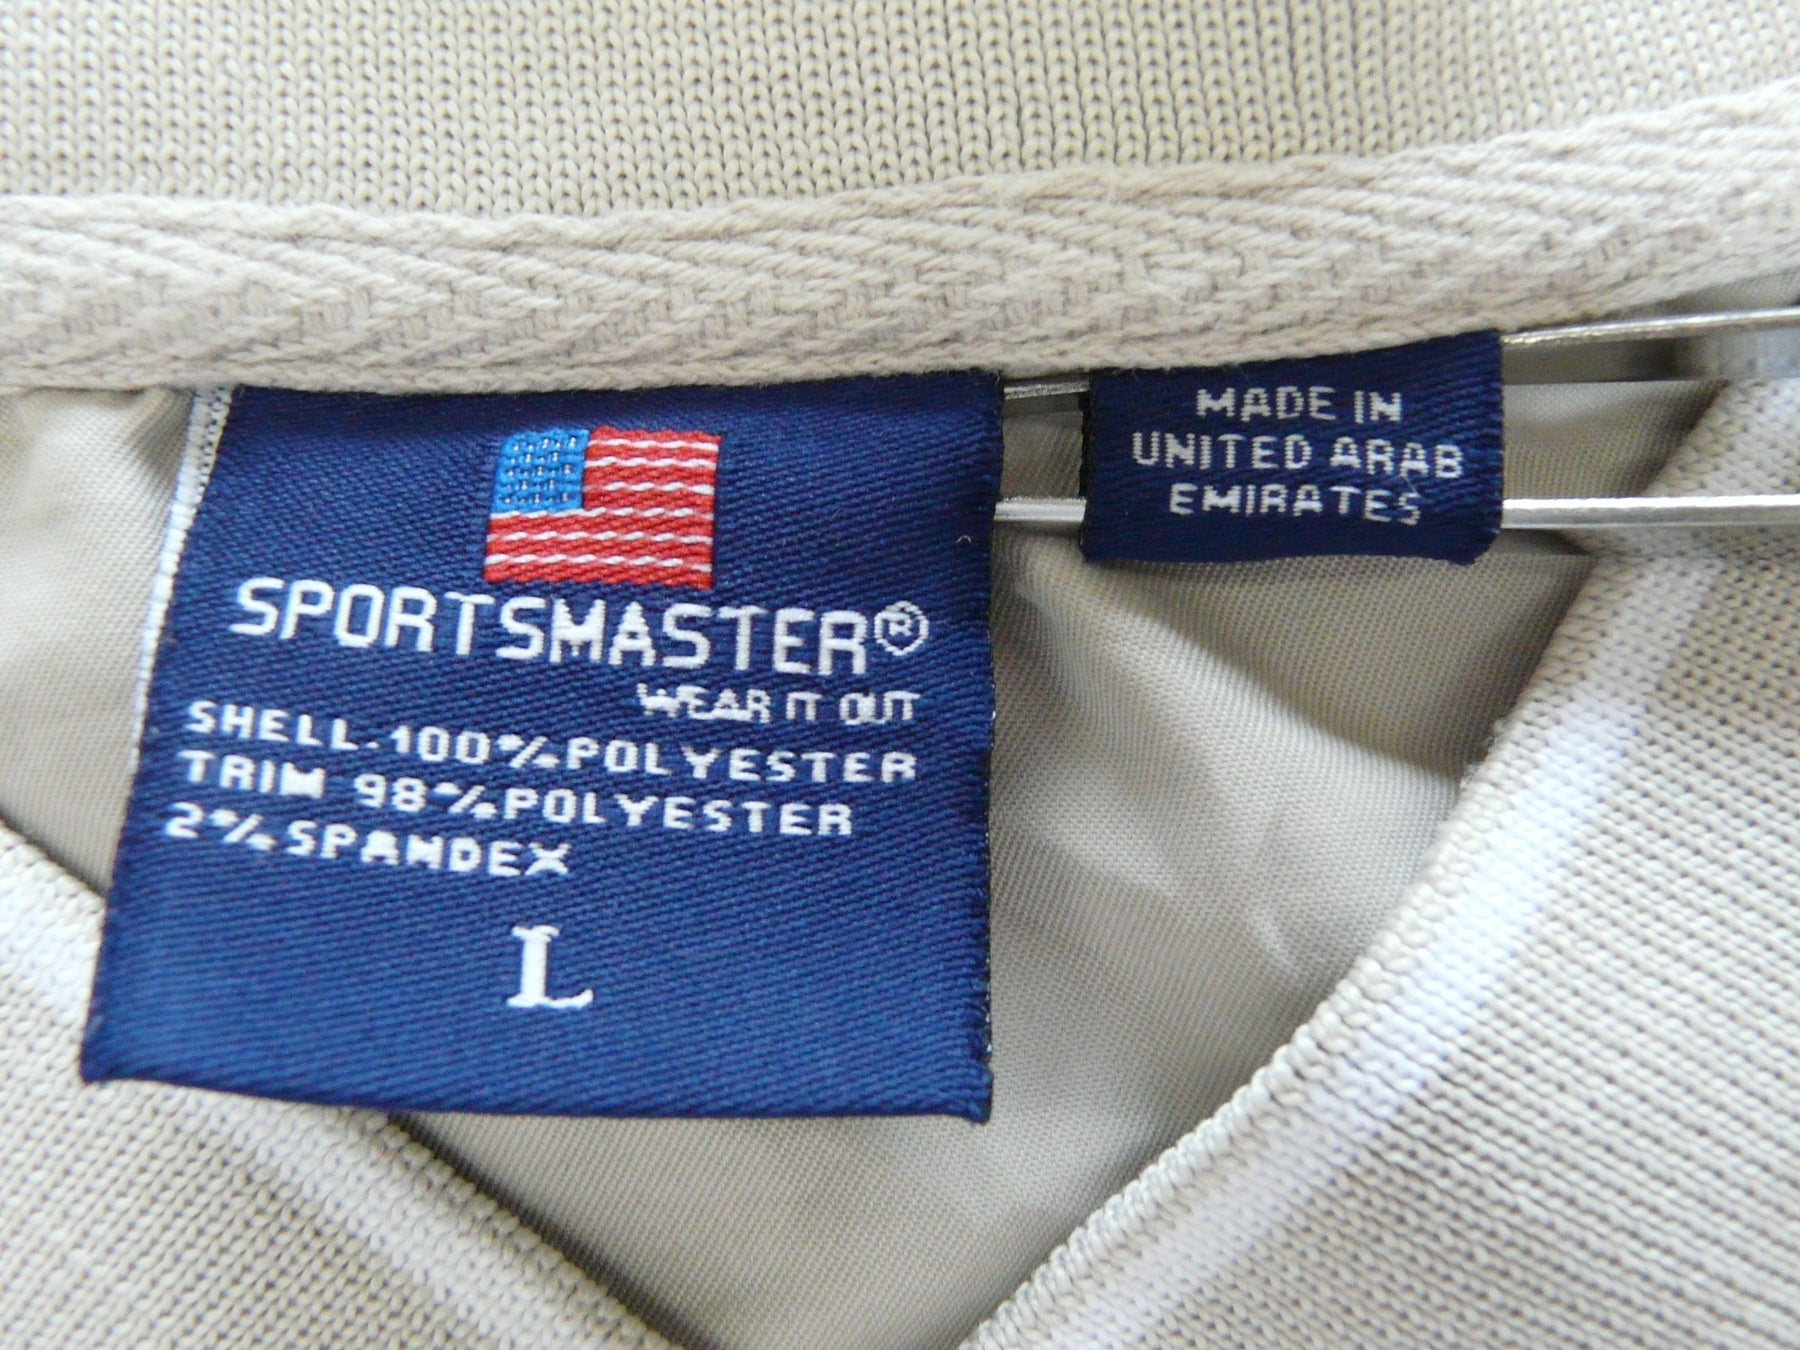 SPORTSMASTER®
WEAR IT OUT
SHELL-100%POLYESTER
TRIM 98%POLYESTER
2%SPANDEX
L
MADE IN
UNITED ARAB
EMIRATES